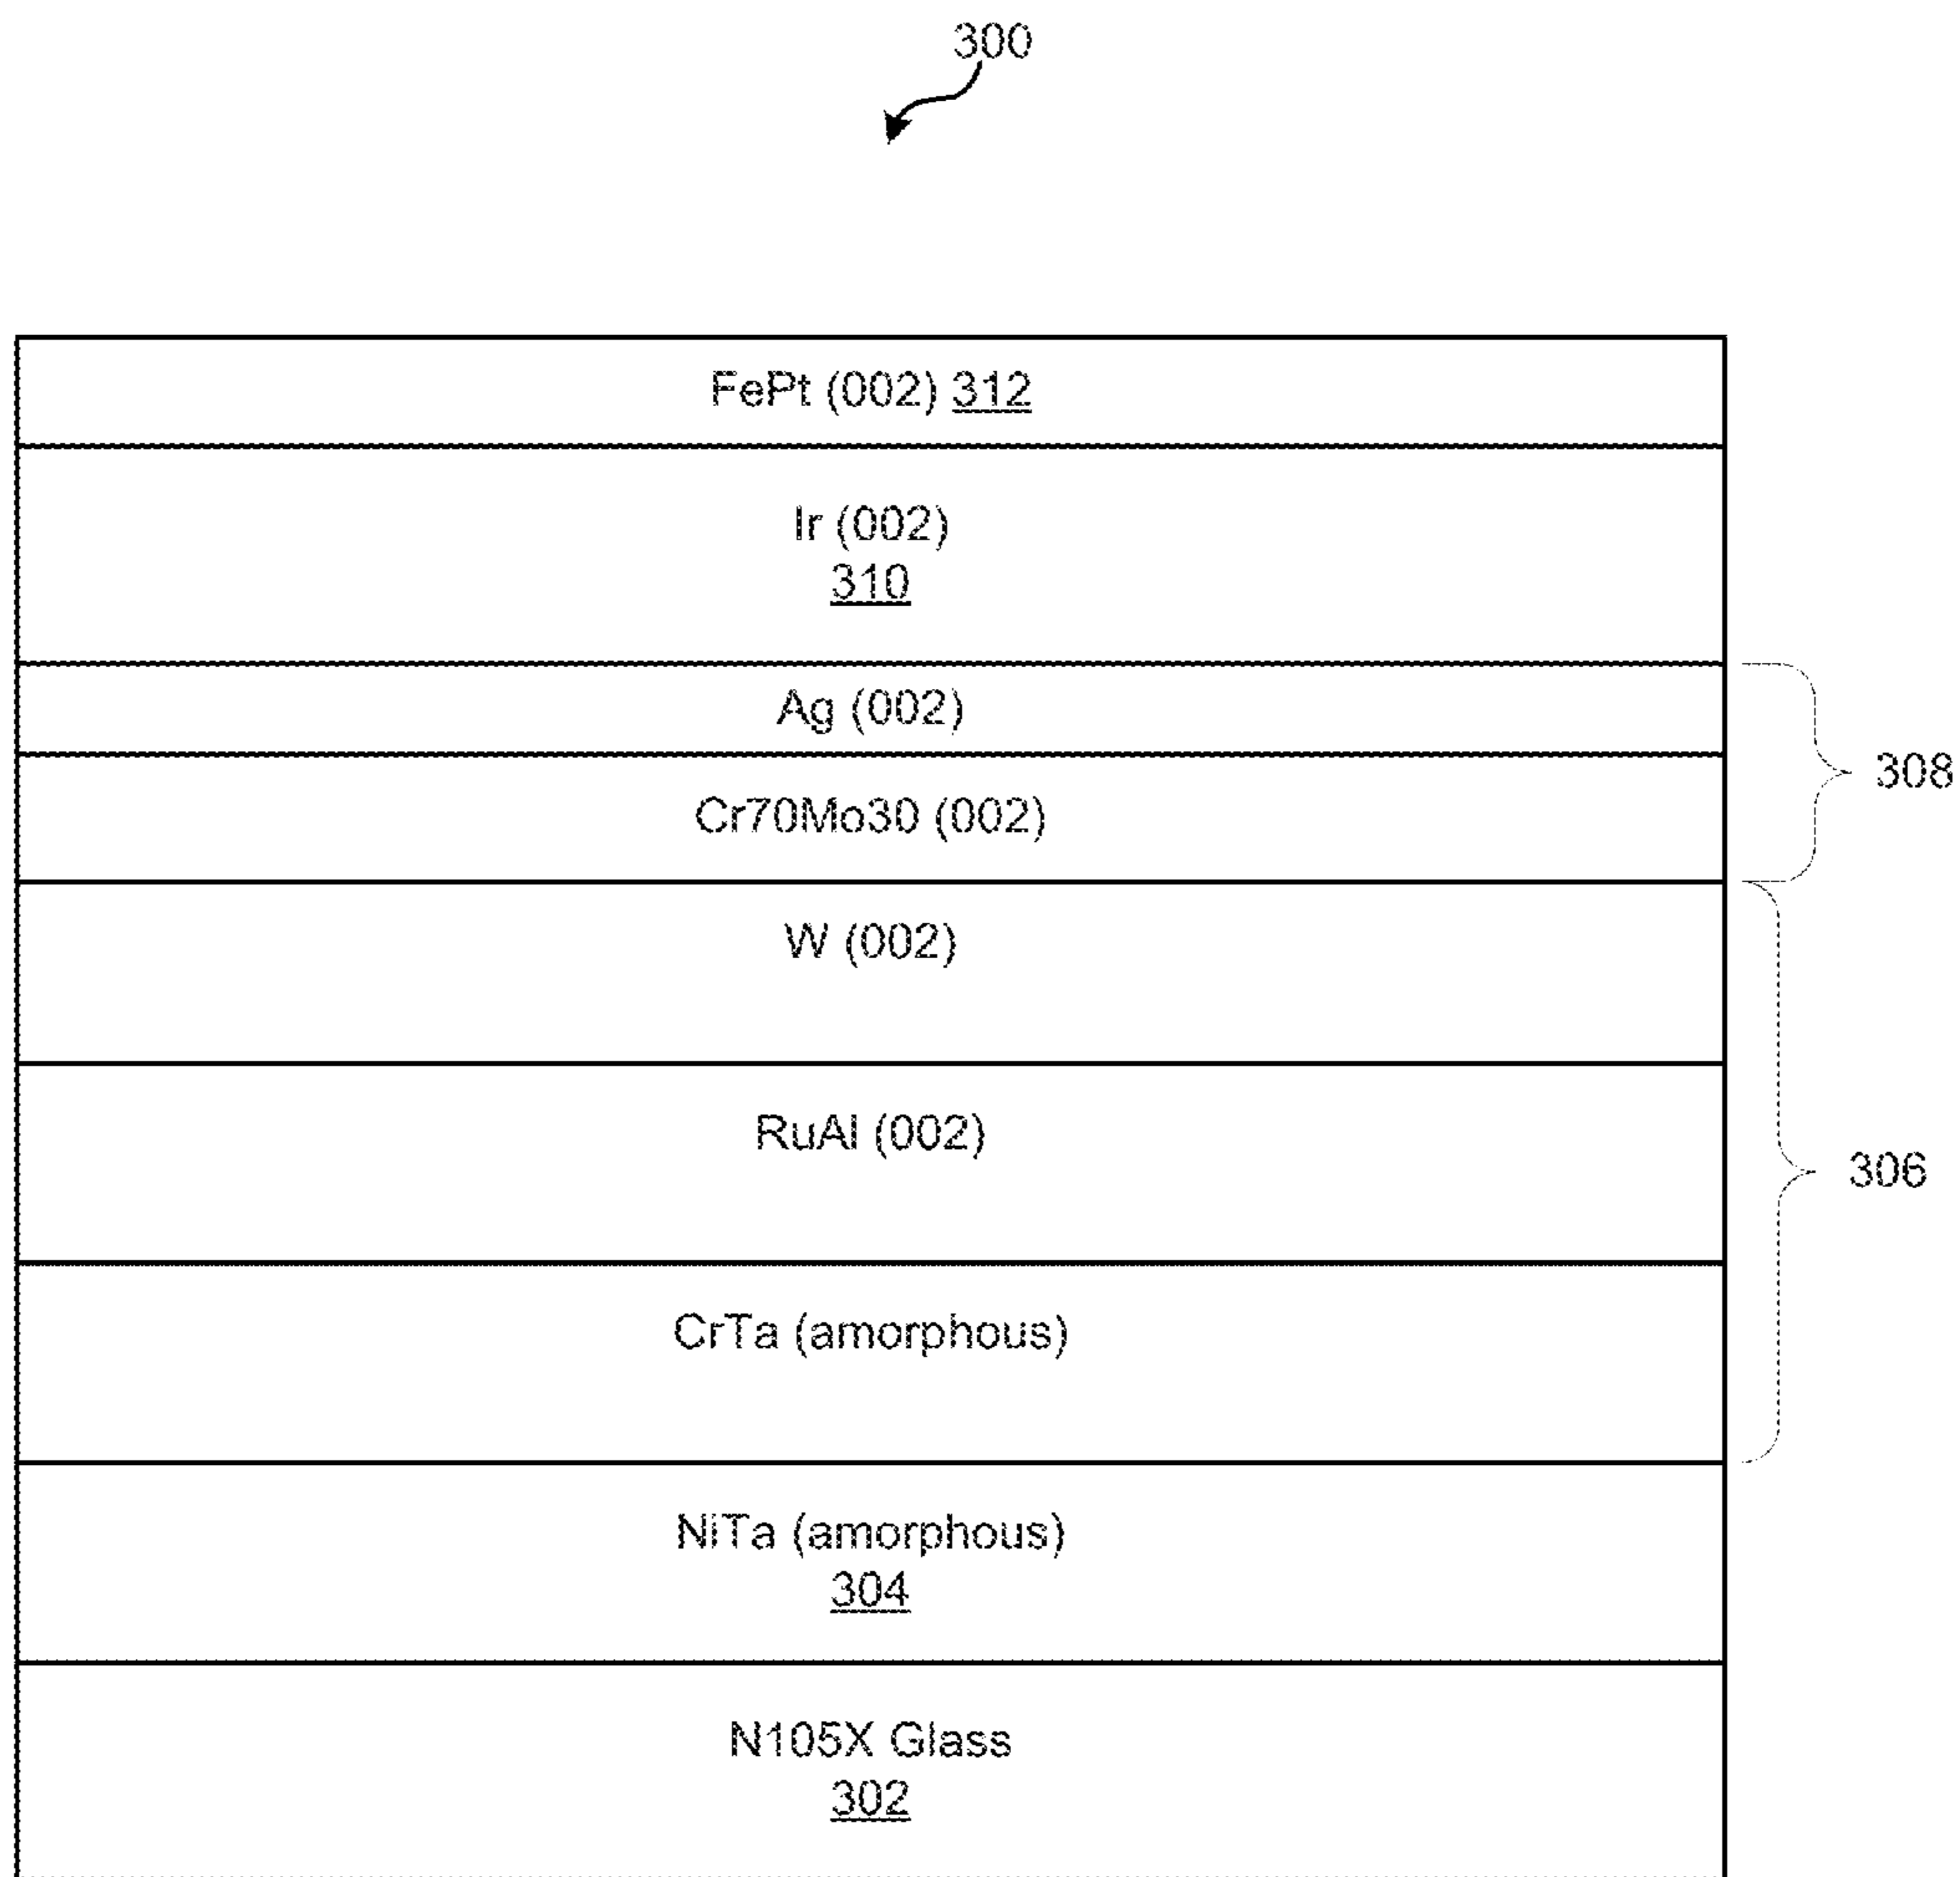 300
FePt (002) 312
Ir (002)
310
Ag (002)
308
Cr70Mo30 (002)
W (002)
RuAl (002)
306
CrTa (amorphous)
NiTa (amorphous)
304
N105X Glass
302